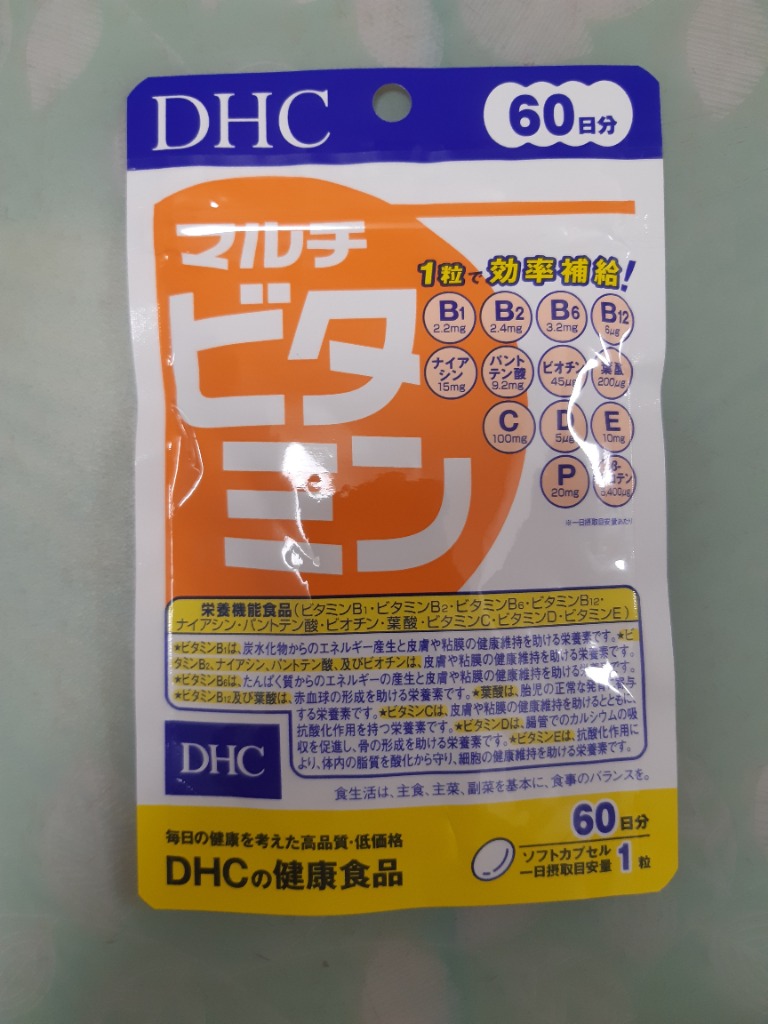 DHC
60日分
マルチ
ビタ
ミン
1粒で効率補給!
B1 2.2mg
B2 2.4mg
B6 3.2mg
B12 6μg
ナイアシン 15mg
パントテン酸 9.2mg
ビオチン 45μg
葉酸 200μg
C 100mg
D 5μg
E 10mg
P 20mg
※一日摂取目安量あたり
栄養機能食品(ビタミンB1・ビタミンB2・ビタミンB6・ビタミンB12・
ナイアシン・パントテン酸・ビオチン・葉酸・ビタミンC・ビタミンD・ビタミンE)
★ビタミンB1は、炭水化物からのエネルギー産生と皮膚や粘膜の健康維持を助ける栄養素です。★ビ
タミンB2、ナイアシン、パントテン酸、及びビオチンは、皮膚や粘膜の健康維持を助ける栄養素です。
★ビタミンB6は、たんぱく質からのエネルギーの産生と皮膚や粘膜の健康維持を助ける栄養素です。
★ビタミンB12及び葉酸は、赤血球の形成を助ける栄養素です。★葉酸は、胎児の正常な発育に寄与
する栄養素です。★ビタミンCは、皮膚や粘膜の健康維持を助けるとともに、
抗酸化作用を持つ栄養素です。★ビタミンDは、腸管でのカルシウムの吸
収を促進し、骨の形成を助ける栄養素です。★ビタミンEは、抗酸化作用に
より、体内の脂質を酸化から守り、細胞の健康維持を助ける栄養素です。
DHC
食生活は、主食、主菜、副菜を基本に、食事のバランスを。
毎日の健康を考えた高品質・低価格
DHCの健康食品
60日分
ソフトカプセル
一日摂取目安量 1粒